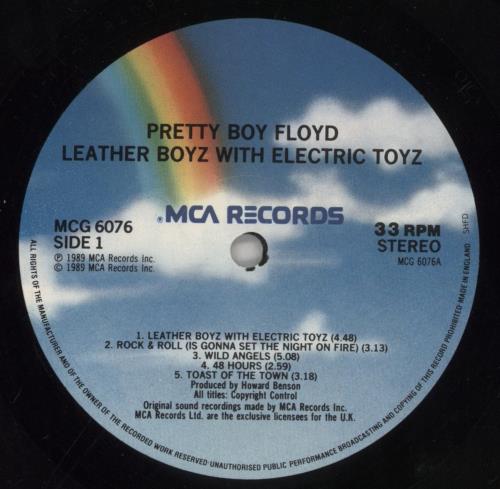 PRETTY BOY FLOYD
LEATHER BOYZ WITH ELECTRIC TOYZ
®MCA RECORDS
MCG 6076
SIDE 1
℗ 1989 MCA Records Inc.
© 1989 MCA Records Inc.
33 RPM
STEREO
MCG 6076A
1. LEATHER BOYZ WITH ELECTRIC TOYZ (4.48)
2. ROCK & ROLL (IS GONNA SET THE NIGHT ON FIRE) (3.13)
3. WILD ANGELS (5.08)
4. 48 HOURS (2.59)
5. TOAST OF THE TOWN (3.18)
Produced by Howard Benson
All titles: Copyright Control
Original sound recordings made by MCA Records Inc.
MCA Records Ltd. are the exclusive licensees for the U.K.
ALL RIGHTS OF THE MANUFACTURER AND OF THE OWNER OF THE RECORDED WORK RESERVED·UNAUTHORISED PUBLIC PERFORMANCE BROADCASTING AND COPYING OF THIS RECORD PROHIBITED·MADE IN ENGLAND
SHFD